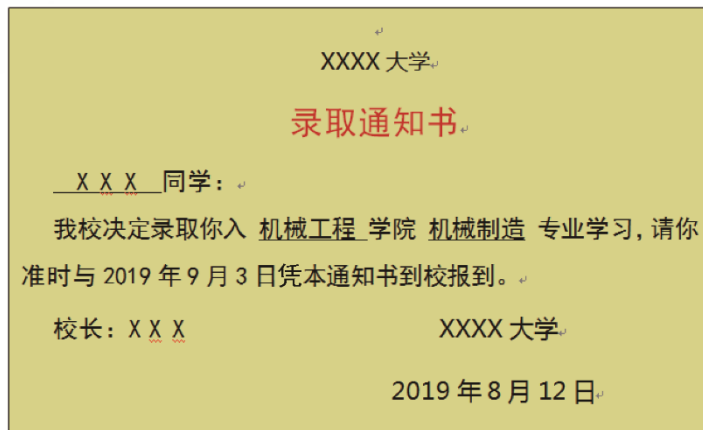 XXXX 大学
录取通知书
X X X 同学：
我校决定录取你入 机械工程 学院 机械制造 专业学习，请你
准时与 2019 年 9 月 3 日凭本通知书到校报到。
校长：X X X XXXX 大学
2019 年 8 月 12 日